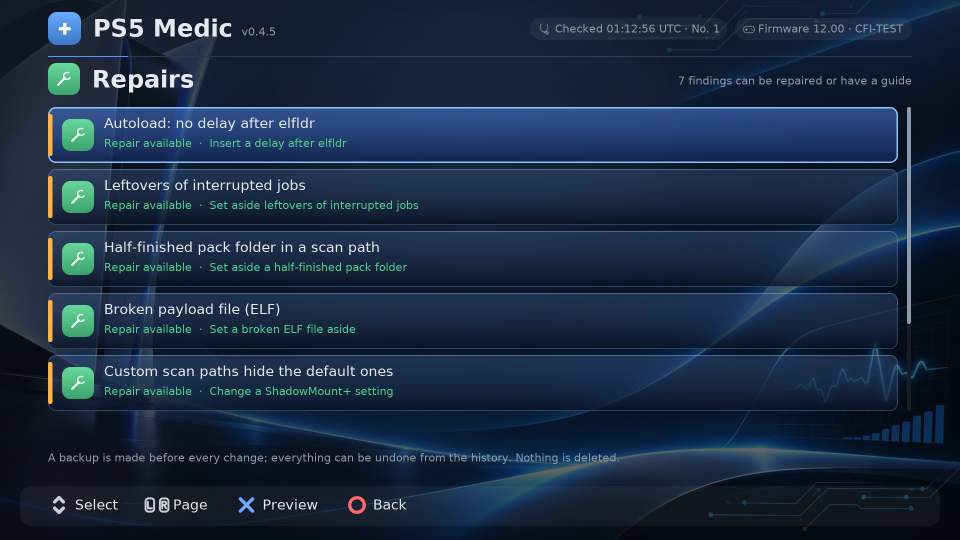 PS5 Medic v0.4.5
Checked 01:12:56 UTC · No. 1
Firmware 12.00 · CFI-TEST
Repairs
7 findings can be repaired or have a guide
Autoload: no delay after elfldr
Repair available · Insert a delay after elfldr
Leftovers of interrupted jobs
Repair available · Set aside leftovers of interrupted jobs
Half-finished pack folder in a scan path
Repair available · Set aside a half-finished pack folder
Broken payload file (ELF)
Repair available · Set a broken ELF file aside
Custom scan paths hide the default ones
Repair available · Change a ShadowMount+ setting
A backup is made before every change; everything can be undone from the history. Nothing is deleted.
Select L R Page Preview Back